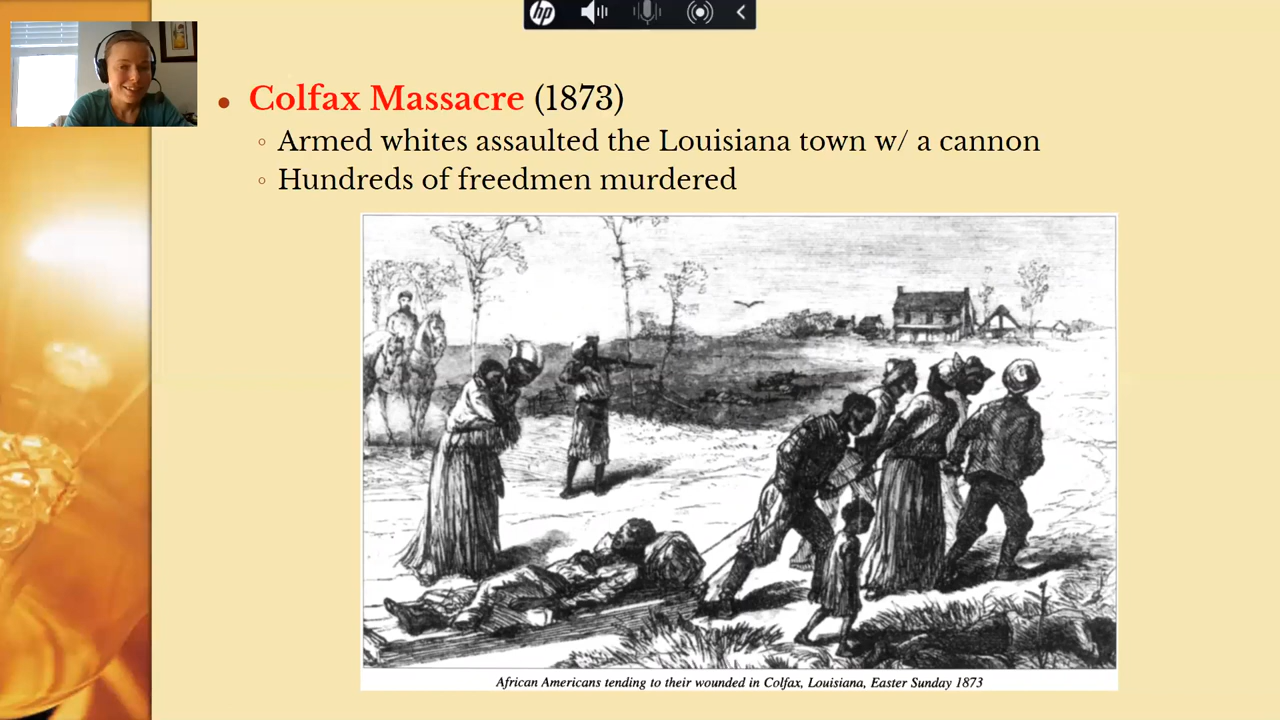 hp
Colfax Massacre (1873)
Armed whites assaulted the Louisiana town w/ a cannon
Hundreds of freedmen murdered
African Americans tending to their wounded in Colfax, Louisiana, Easter Sunday 1873